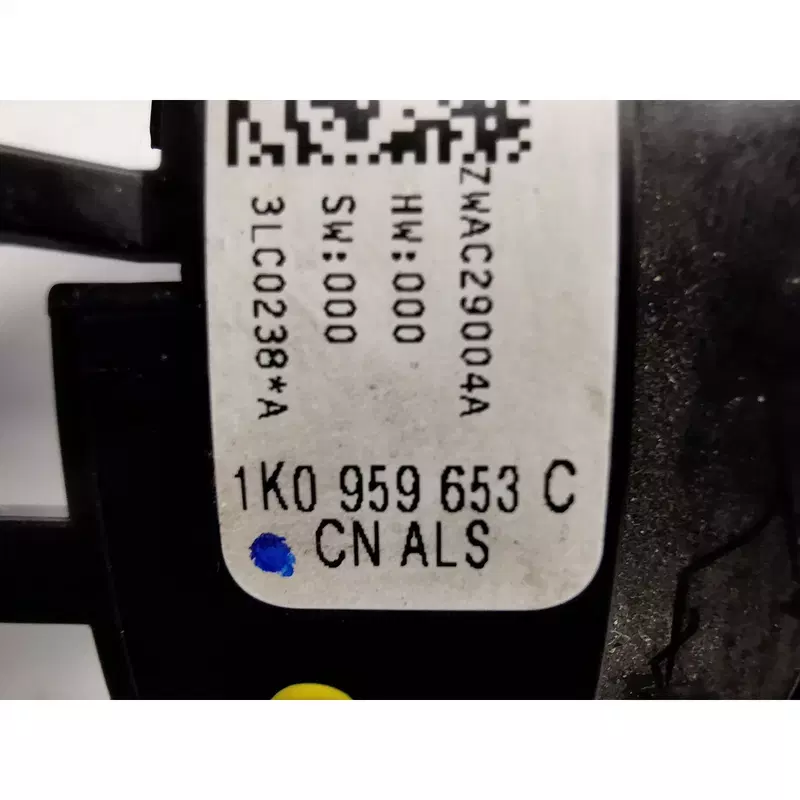 ZWAC29004A
HW:000
SW:000
3LC0238*A
1K0 959 653 C
CN ALS